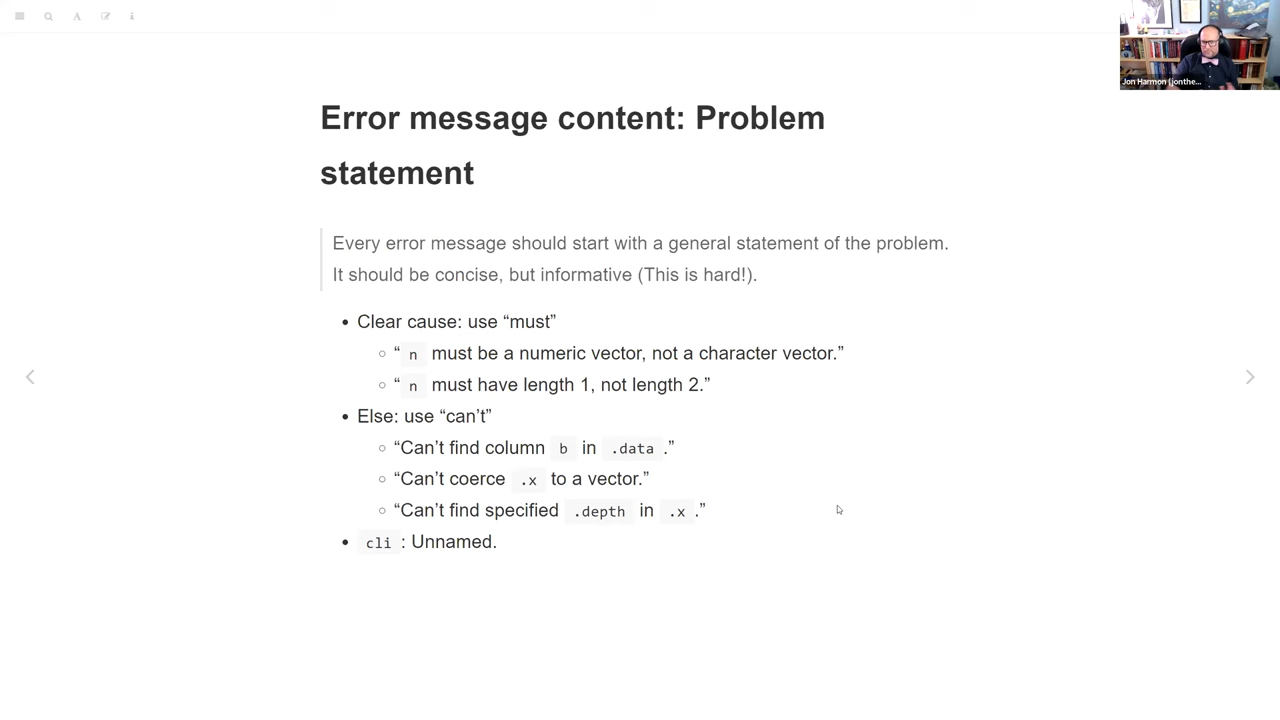 Jon Harmon (jonthe...
Error message content: Problem
statement
Every error message should start with a general statement of the problem.
It should be concise, but informative (This is hard!).
• Clear cause: use “must”
◦ “ n must be a numeric vector, not a character vector.”
◦ “ n must have length 1, not length 2.”
• Else: use “can’t”
◦ “Can’t find column b in .data .”
◦ “Can’t coerce .x to a vector.”
◦ “Can’t find specified .depth in .x .”
• cli : Unnamed.